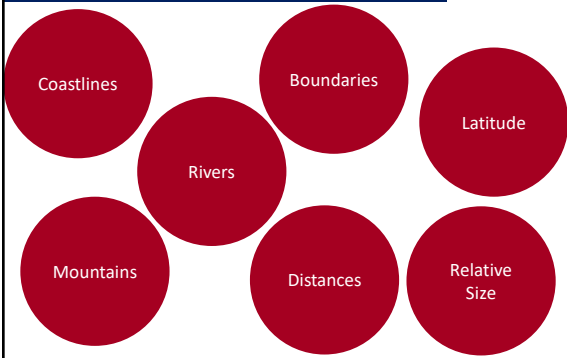 Coastlines
Boundaries
Latitude
Rivers
Mountains
Distances
Relative
Size